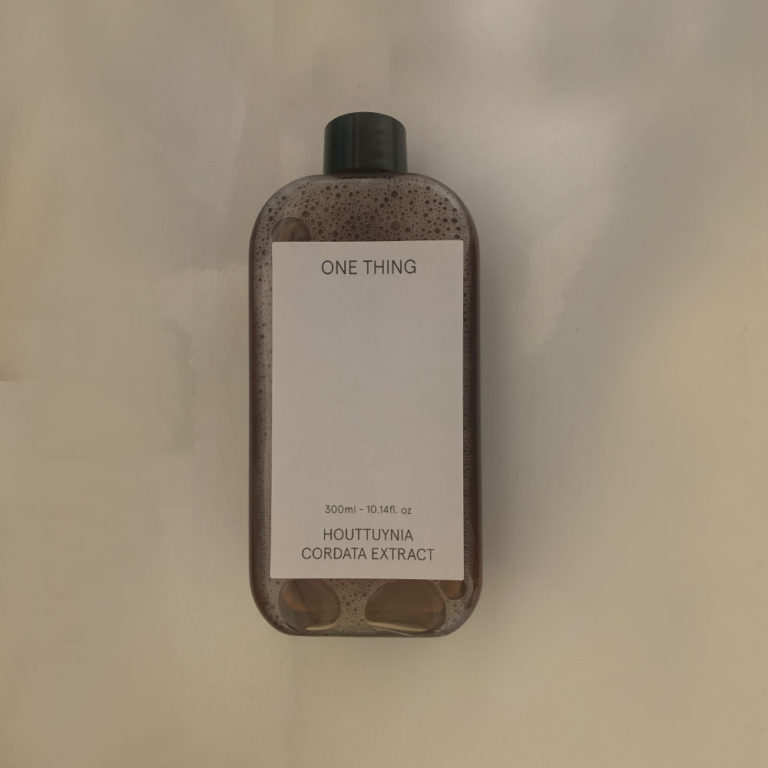 ONE THING
300ml - 10.14fl. oz
HOUTTUYNIA
CORDATA EXTRACT